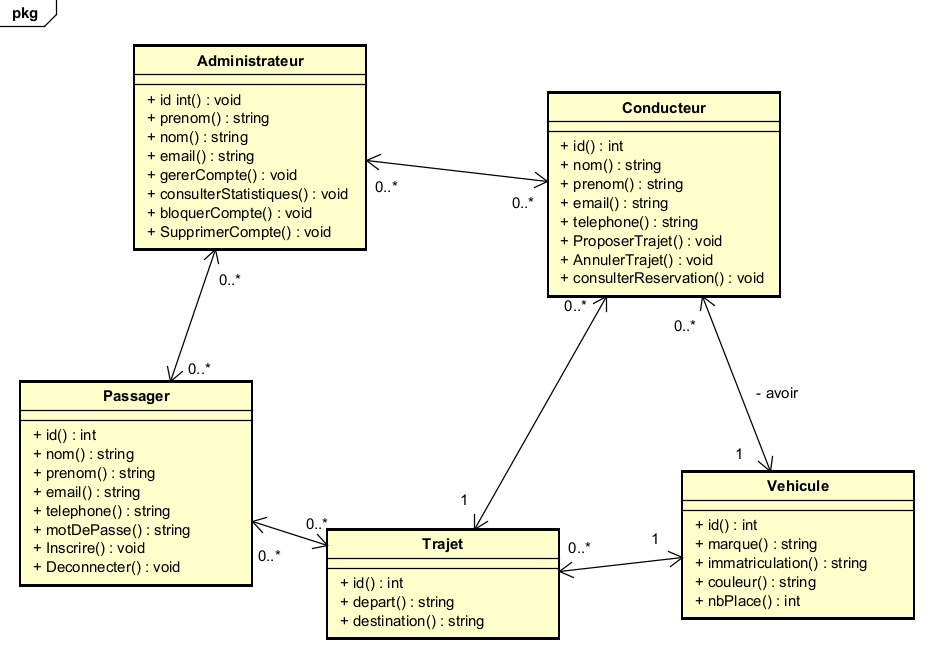 pkg
Administrateur
+ id int() : void
+ prenom() : string
+ nom() : string
+ email() : string
+ gererCompte() : void
+ consulterStatistiques() : void
+ bloquerCompte() : void
+ SupprimerCompte() : void
Conducteur
+ id() : int
+ nom() : string
+ prenom() : string
+ email() : string
+ telephone() : string
+ ProposerTrajet() : void
+ AnnulerTrajet() : void
+ consulterReservation() : void
0..*
0..*
0..*
0..*
0..*
1
0..*
- avoir
1
Passager
+ id() : int
+ nom() : string
+ prenom() : string
+ email() : string
+ telephone() : string
+ motDePasse() : string
+ Inscrire() : void
+ Deconnecter() : void
0..*
0..*
Trajet
+ id() : int
+ depart() : string
+ destination() : string
0..*
1
Vehicule
+ id() : int
+ marque() : string
+ immatriculation() : string
+ couleur() : string
+ nbPlace() : int